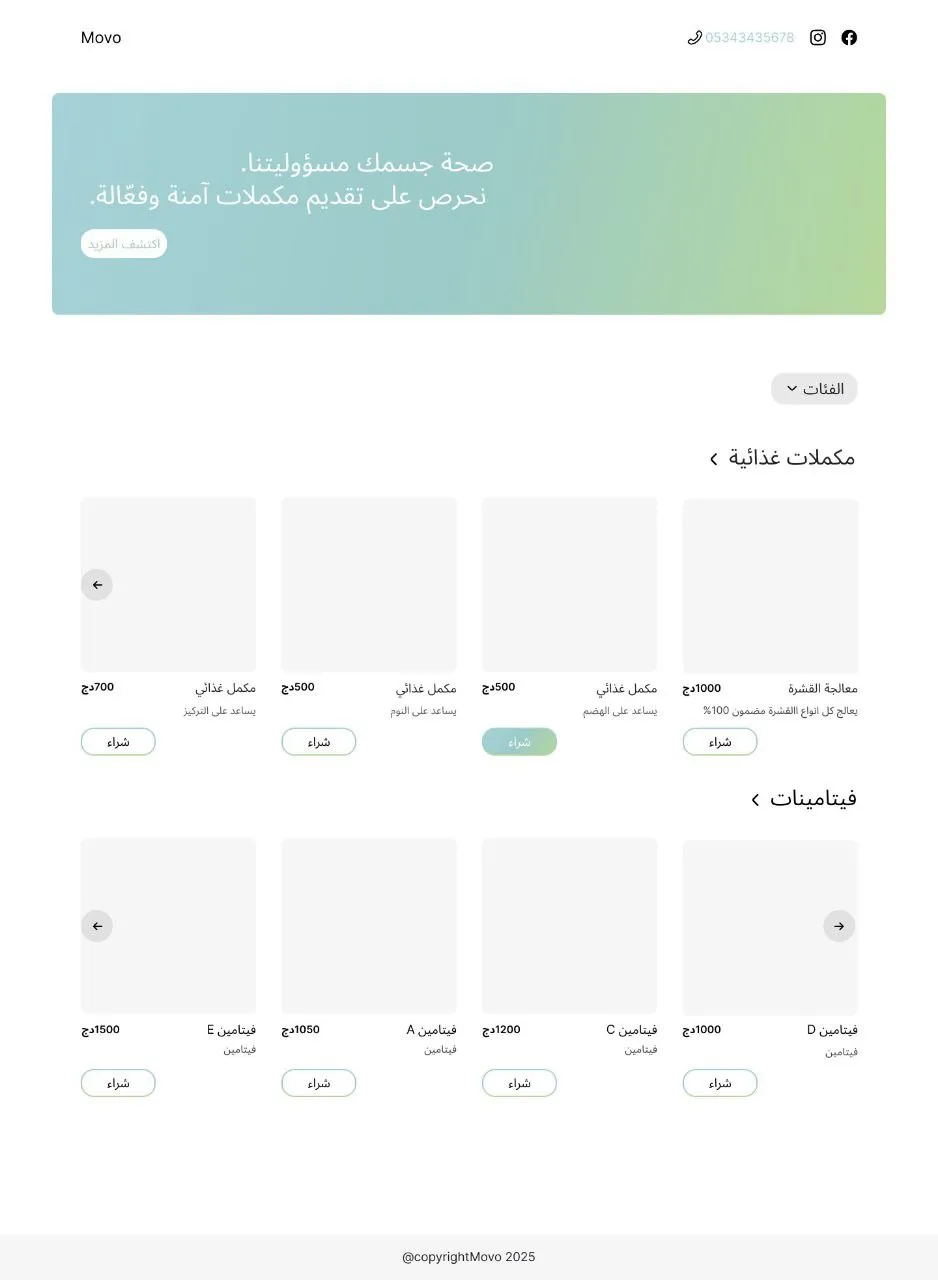 Movo
05343435678
صحة جسمك مسؤوليتنا.
نحرص على تقديم مكملات آمنة وفعّالة.
اكتشف المزيد
الفئات
مكملات غذائية
معالجة القشرة
1000دج
يعالج كل انواع االقشرة مضمون 100%
شراء
مكمل غذائي
500دج
يساعد على الهضم
شراء
مكمل غذائي
500دج
يساعد على النوم
شراء
مكمل غذائي
700دج
يساعد على التركيز
شراء
فيتامينات
فيتامين D
1000دج
فيتامين
شراء
فيتامين C
1200دج
فيتامين
شراء
فيتامين A
1050دج
فيتامين
شراء
فيتامين E
1500دج
فيتامين
شراء
@copyrightMovo 2025